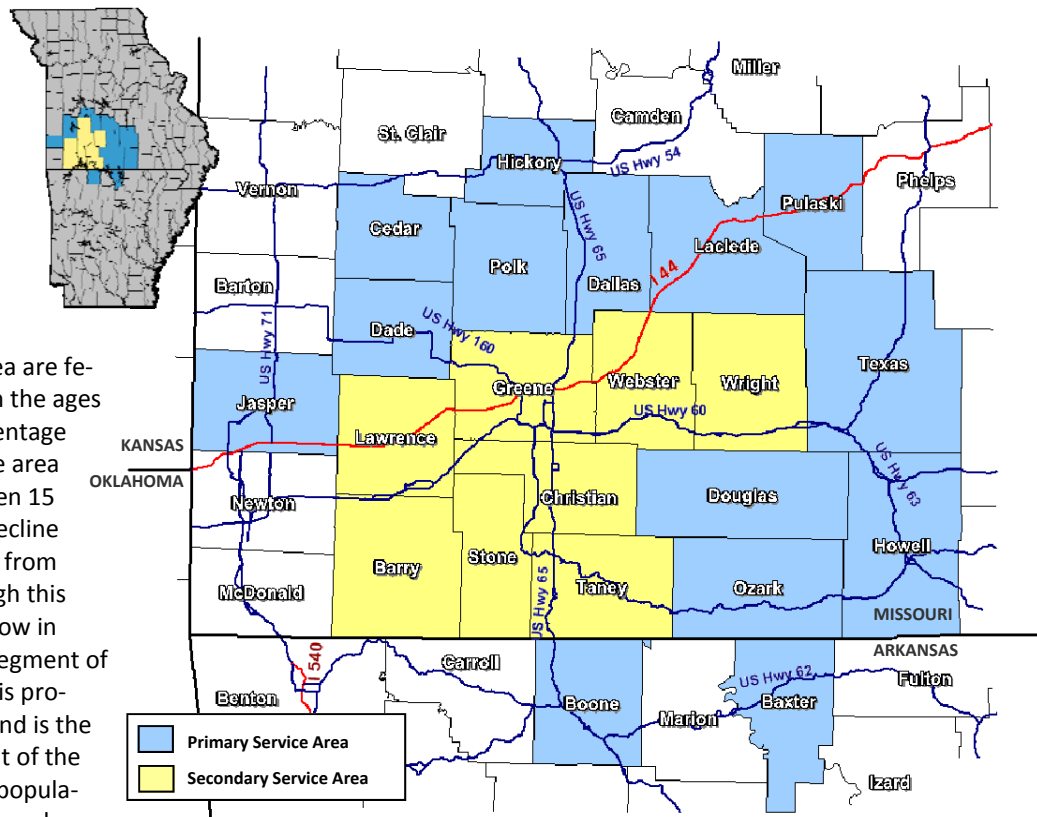 ea are fe-
n the ages
entage
e area
en 15
ecline
from
gh this
ow in
egment of
is pro-
nd is the
t of the
popula-
Miller
Camden
St. Clair
Hickory
US Hwy 54
Vernon
Phelps
Pulaski
Cedar
US Hwy 65
Laclede
Polk
Dallas
I 44
Barton
US Hwy 71
Dade
US Hwy 160
Texas
Greene
Webster
Wright
Jasper
US Hwy 60
KANSAS
Lawrence
OKLAHOMA
US Hwy 63
Newton
Christian
Douglas
Howell
Stone
Barry
Taney
Ozark
McDonald
US Hwy 65
MISSOURI
ARKANSAS
Carroll
I 540
Benton
Boone
Marion
US Hwy 62
Baxter
Fulton
Izard
Primary Service Area
Secondary Service Area